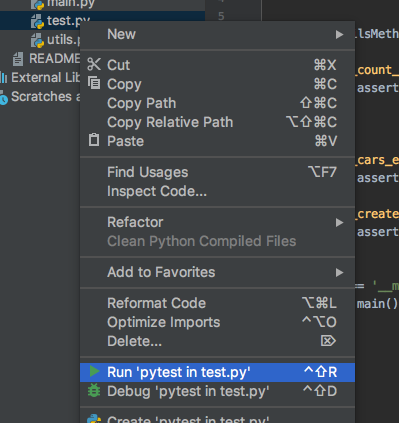 main.py
5
test.py
utils.p
README
External Lib
Scratches a
New
Cut ⌘X
Copy ⌘C
Copy Path ⇧⌘C
Copy Relative Path ⌥⇧⌘C
Paste ⌘V
Find Usages ⌥F7
Inspect Code...
Refactor
Clean Python Compiled Files
Add to Favorites
Reformat Code ⌥⌘L
Optimize Imports ^⌥O
Delete... ⌦
Run 'pytest in test.py' ^⇧R
Debug 'pytest in test.py' ^⇧D
Create 'pytest in test.py'
ilsMeth
_count_
assert
_cars_e
assert
_create
assert
== '__m
main()